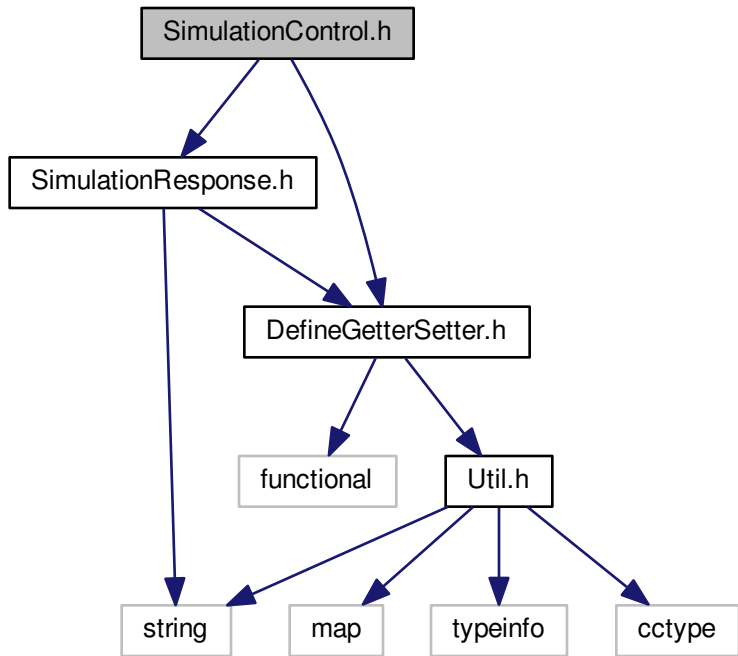 SimulationControl.h
SimulationResponse.h
DefineGetterSetter.h
functional
Util.h
string
map
typeinfo
cctype